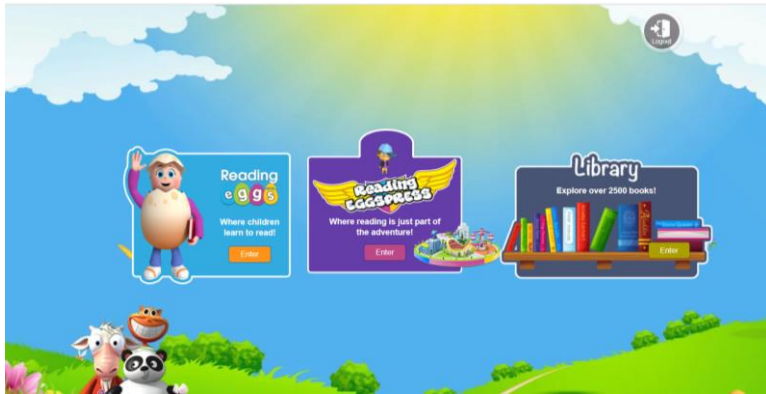 Logout
Reading
eggs
Where children
learn to read!
Enter
Reading
EGGSPRESS
Where reading is just part of
the adventure!
Enter
Library
Explore over 2500 books!
Enter